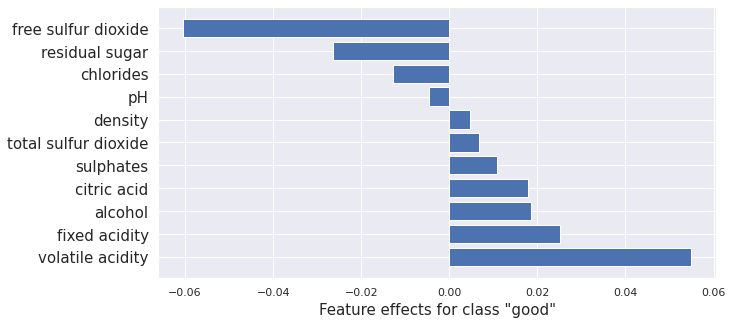 free sulfur dioxide
residual sugar
chlorides
pH
density
total sulfur dioxide
sulphates
citric acid
alcohol
fixed acidity
volatile acidity
−0.06 −0.04 −0.02 0.00 0.02 0.04 0.06
Feature effects for class "good"